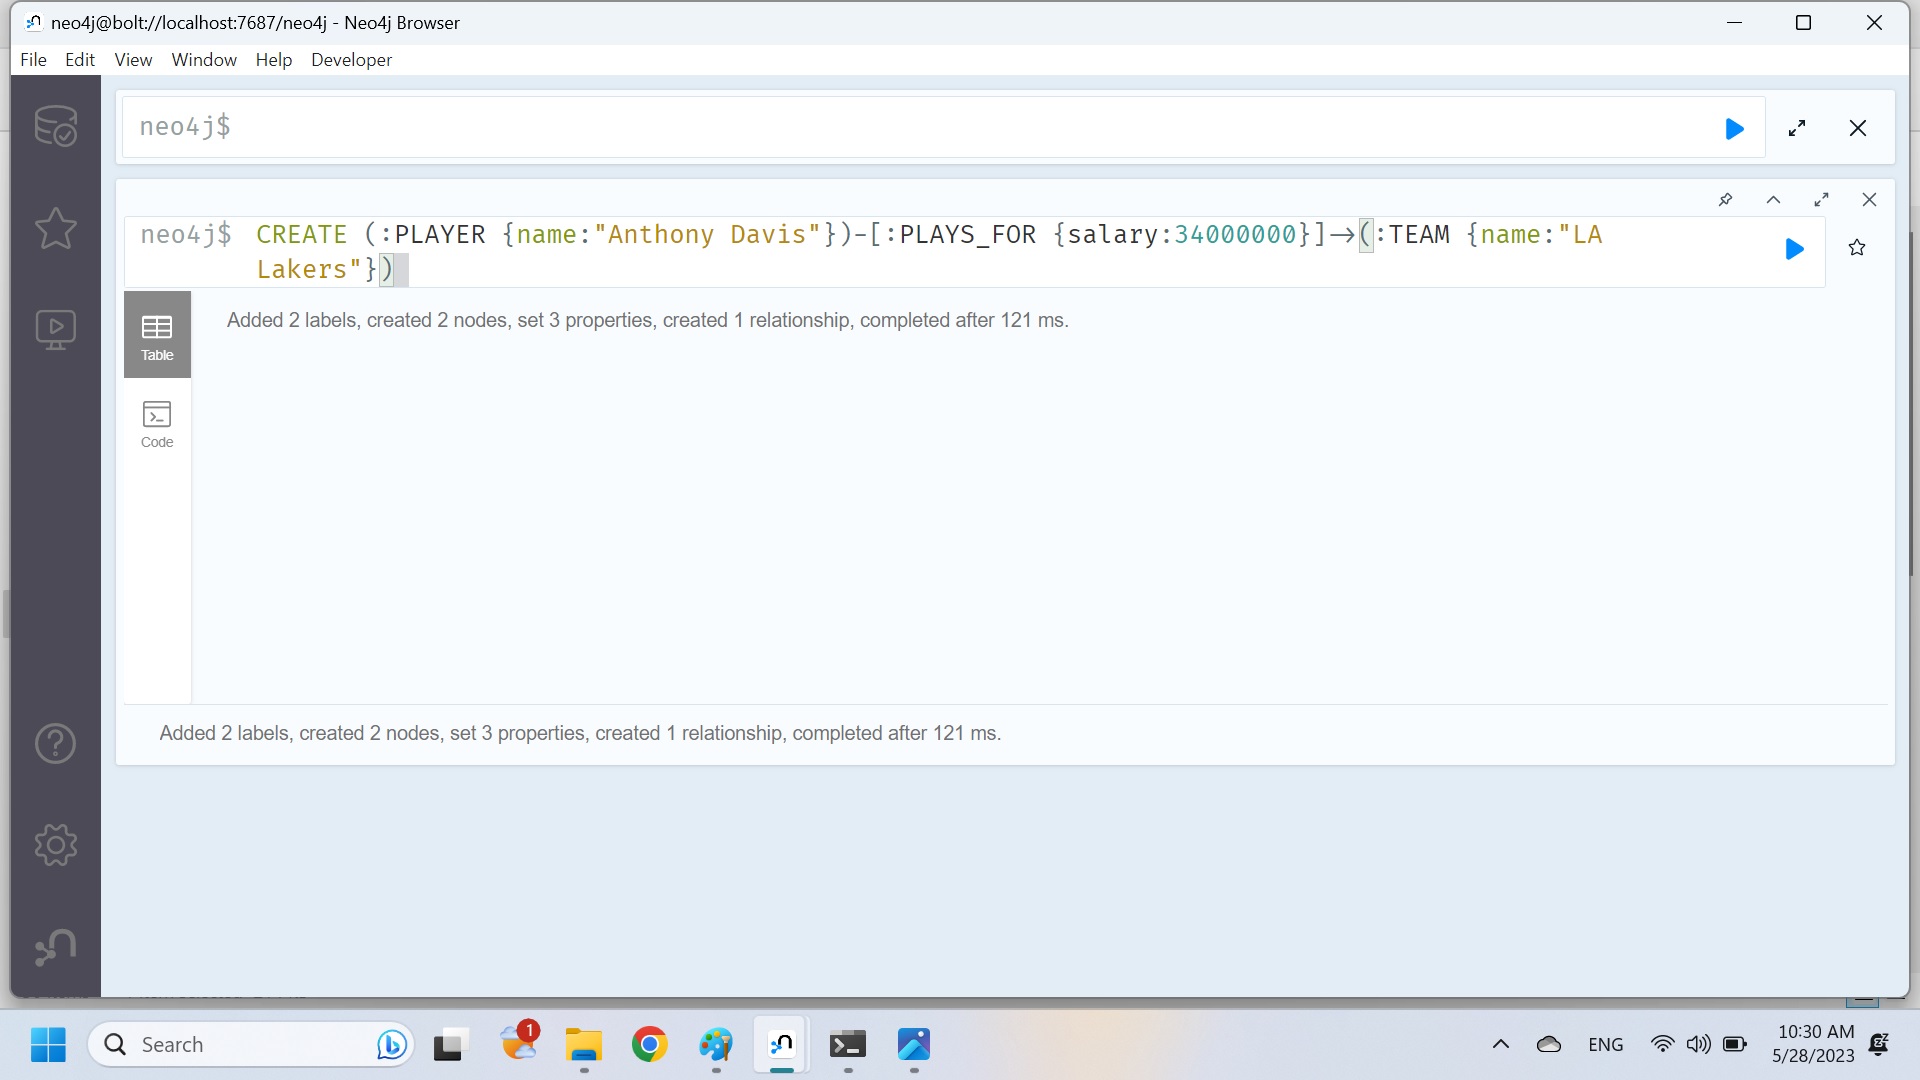 neo4j@bolt://localhost:7687/neo4j - Neo4j Browser
File Edit View Window Help Developer
neo4j$
neo4j$ CREATE (:PLAYER {name:"Anthony Davis"})-[:PLAYS_FOR {salary:34000000}]→(:TEAM {name:"LA
Lakers"})
Table
Added 2 labels, created 2 nodes, set 3 properties, created 1 relationship, completed after 121 ms.
Code
Added 2 labels, created 2 nodes, set 3 properties, created 1 relationship, completed after 121 ms.
Search
1
ENG
10:30 AM
5/28/2023